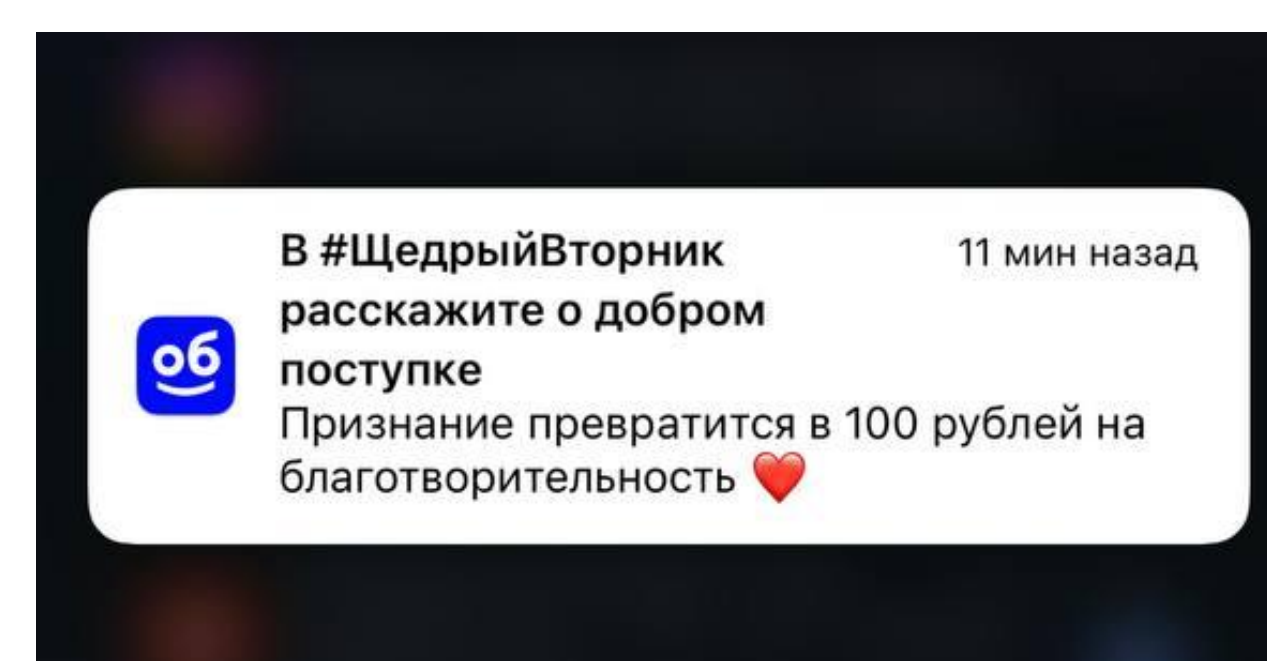 об
В #ЩедрыйВторник
11 мин назад
расскажите о добром
поступке
Признание превратится в 100 рублей на
благотворительность ❤️